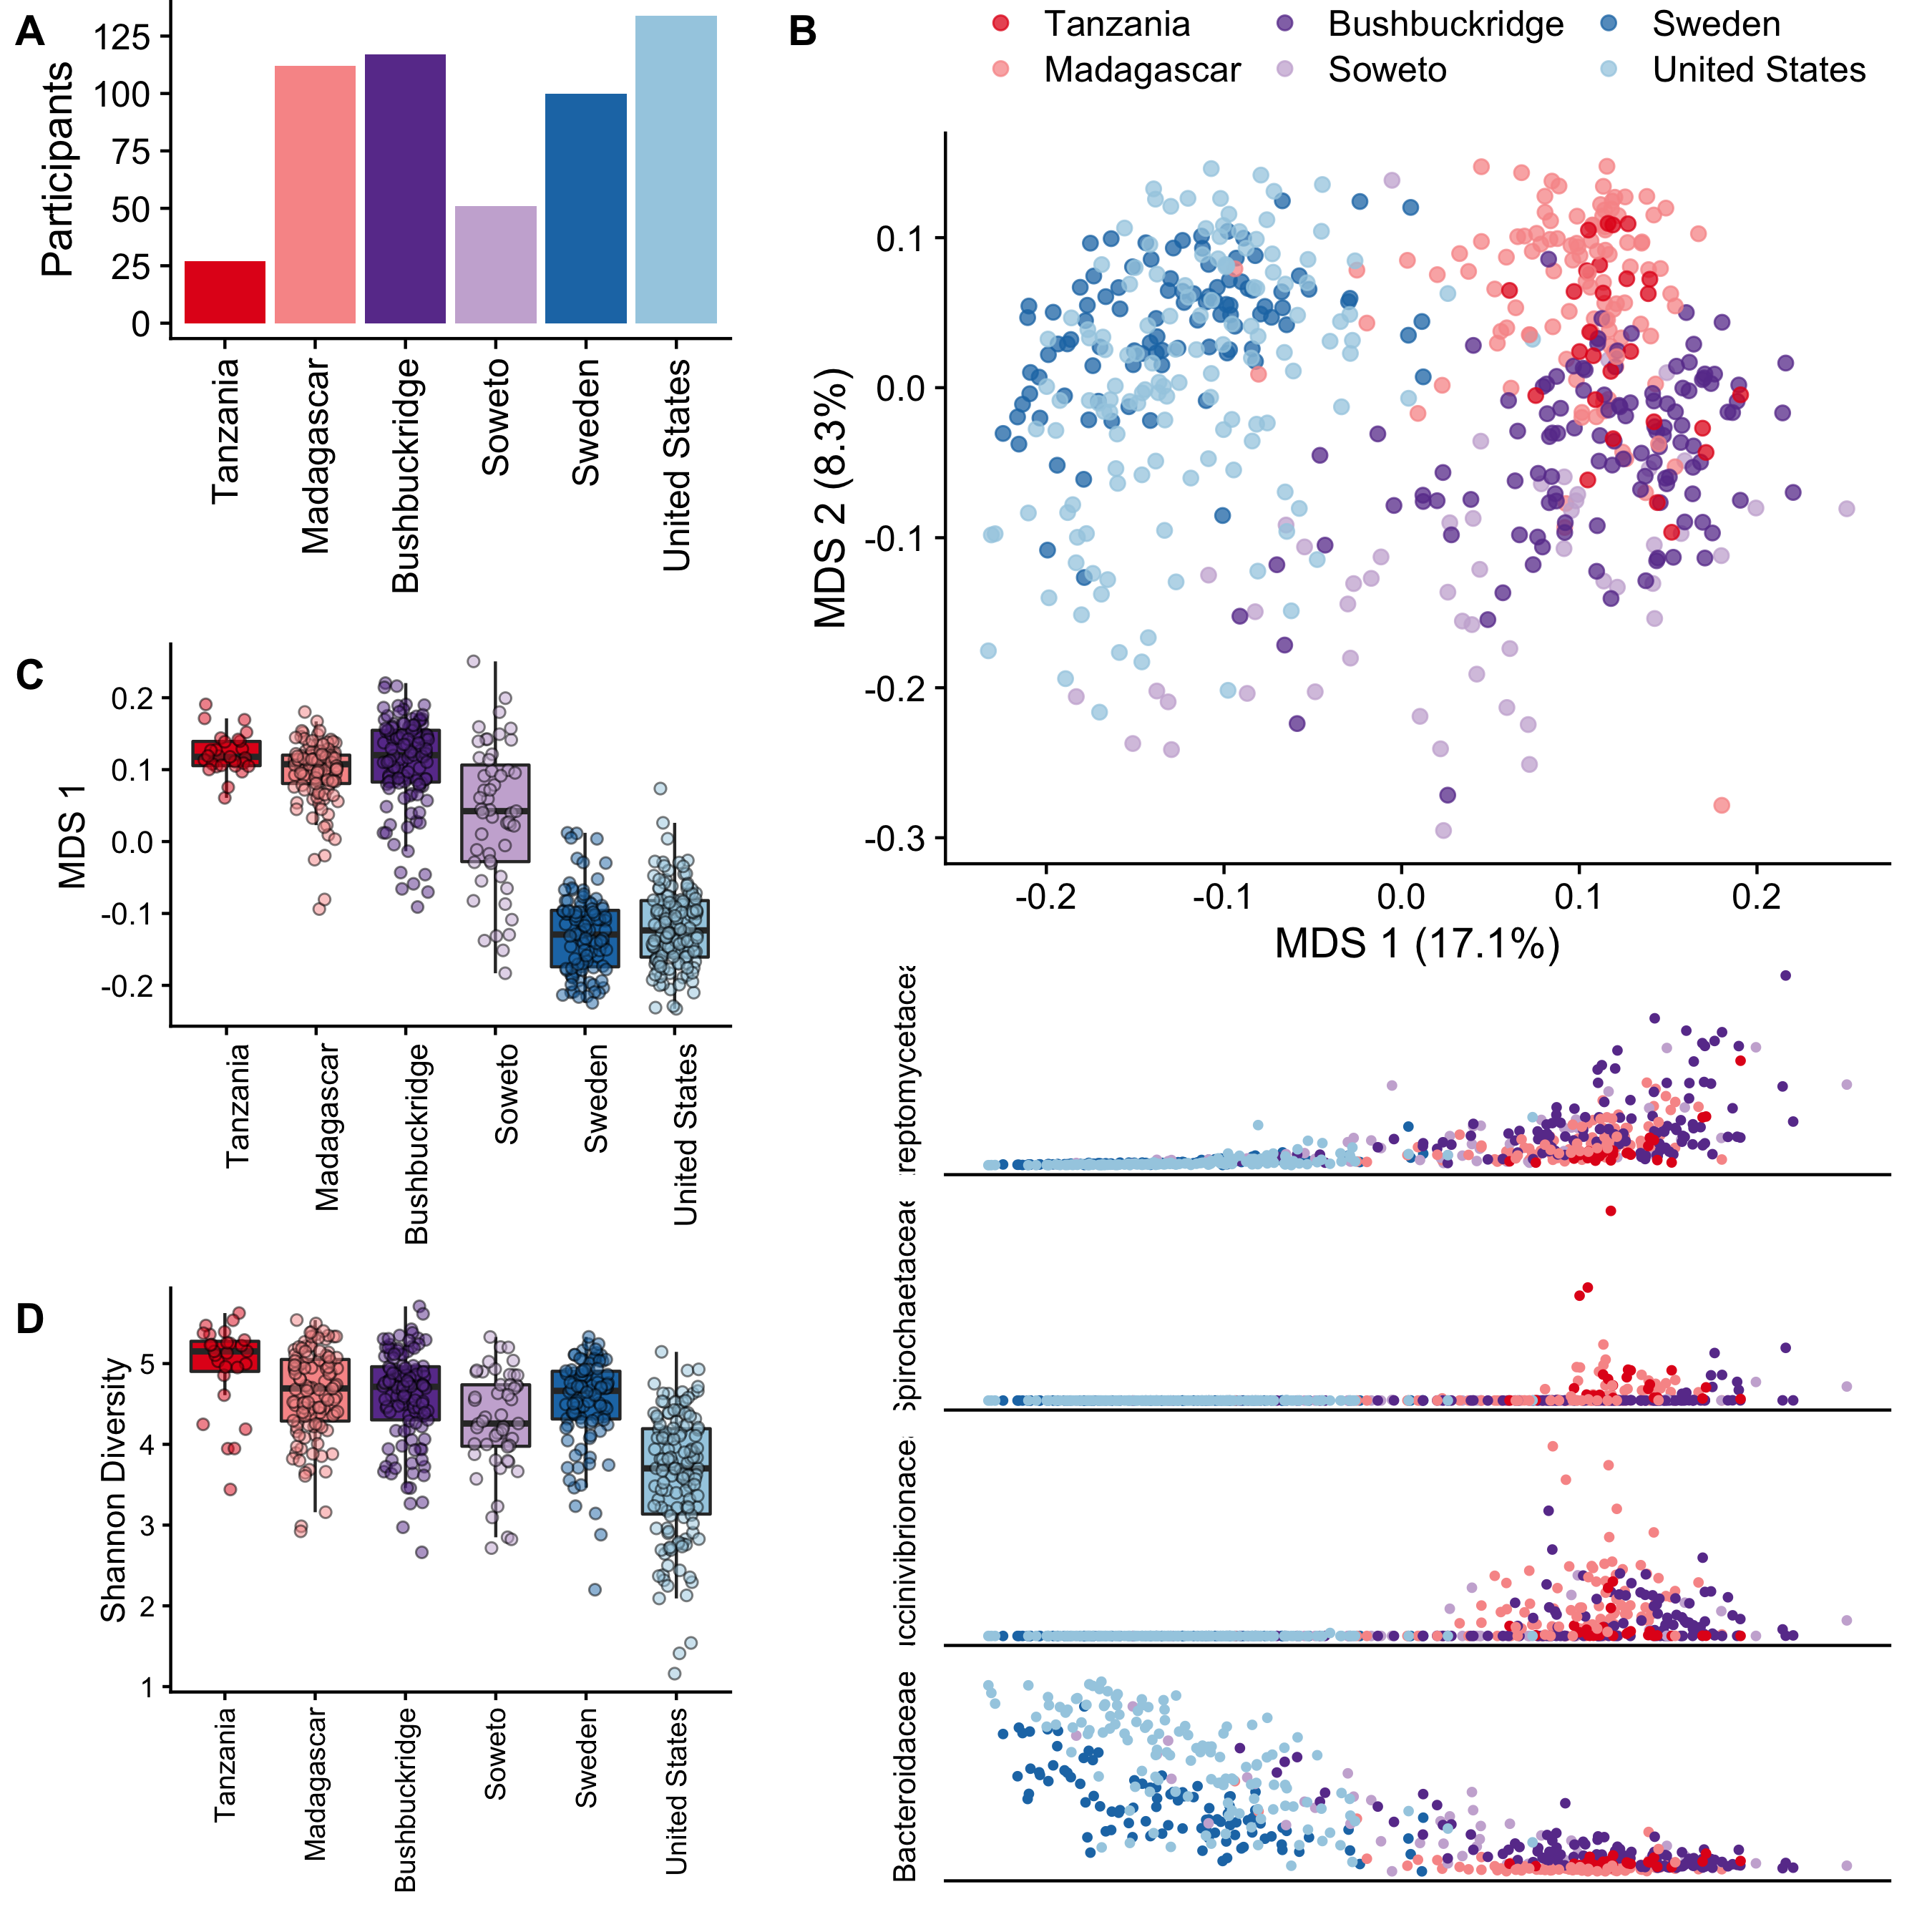 A
Participants
125
100
75
50
25
0
Tanzania
Madagascar
Bushbuckridge
Soweto
Sweden
United States
B
Tanzania
Bushbuckridge
Sweden
Madagascar
Soweto
United States
MDS 2 (8.3%)
0.1
0.0
-0.1
-0.2
-0.3
-0.2
-0.1
0.0
0.1
0.2
MDS 1 (17.1%)
C
MDS 1
0.2
0.1
0.0
-0.1
-0.2
Tanzania
Madagascar
Bushbuckridge
Soweto
Sweden
United States
D
Shannon Diversity
5
4
3
2
1
Tanzania
Madagascar
Bushbuckridge
Soweto
Sweden
United States
Spirochaetaceae
Bacteroidaceae